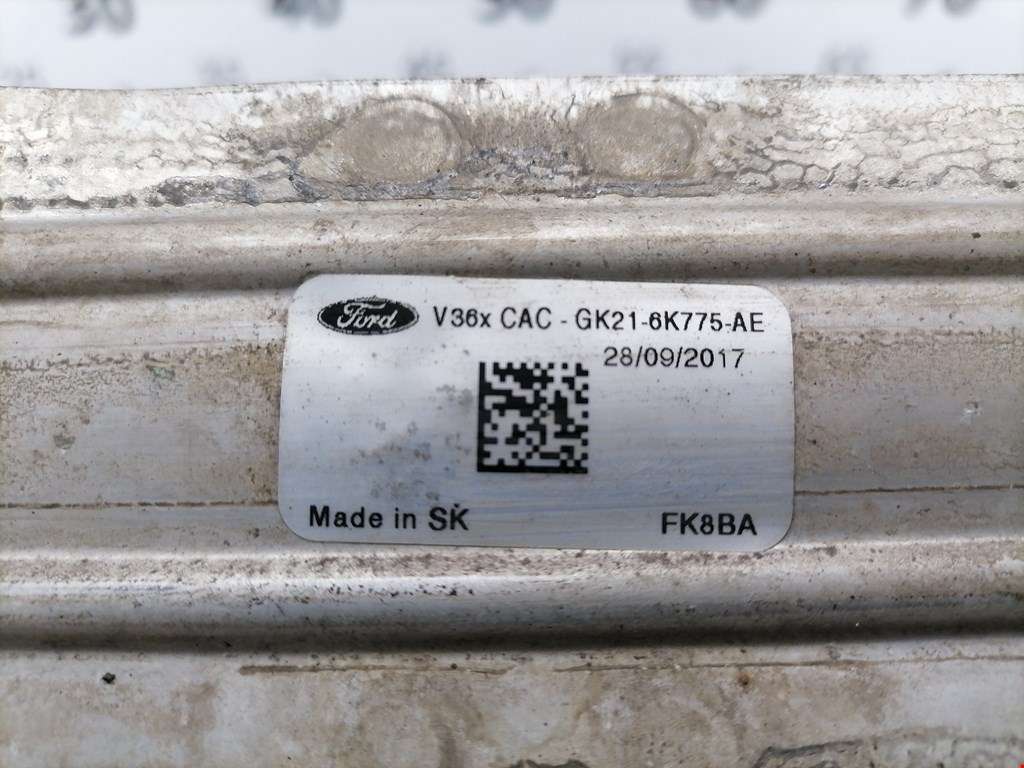 Ford V36x CAC - GK21-6K775-AE
28/09/2017
Made in SK FK8BA